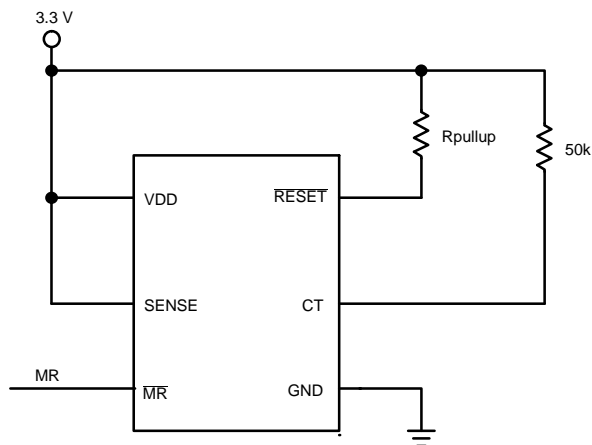 3.3 V
Rpullup
50k
VDD
RESET
SENSE
CT
MR
MR
GND